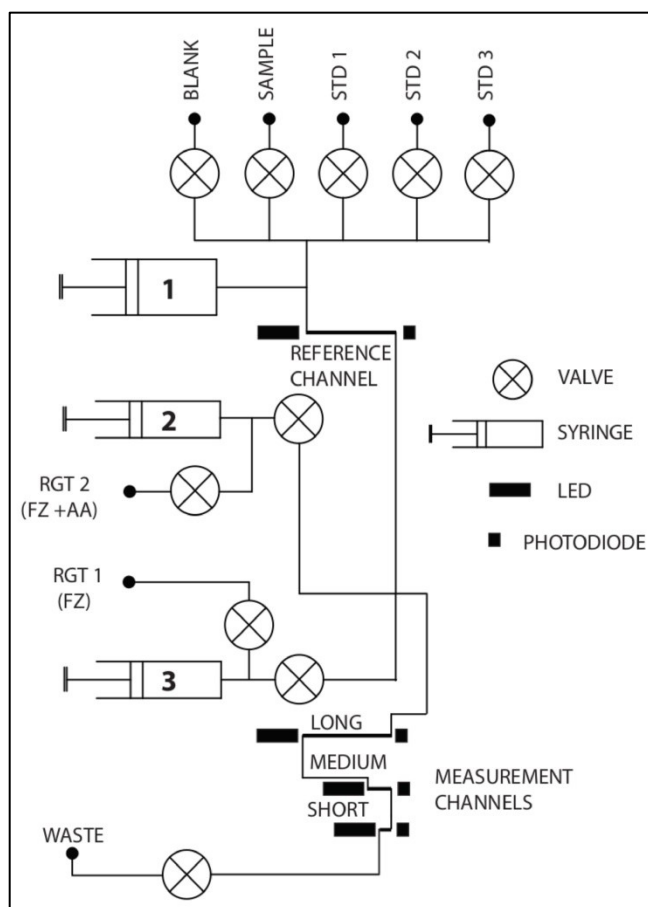 BLANK
SAMPLE
STD 1
STD 2
STD 3
1
REFERENCE
CHANNEL
VALVE
2
SYRINGE
RGT 2
(FZ +AA)
LED
PHOTODIODE
RGT 1
(FZ)
3
LONG
MEDIUM
MEASUREMENT
CHANNELS
SHORT
WASTE